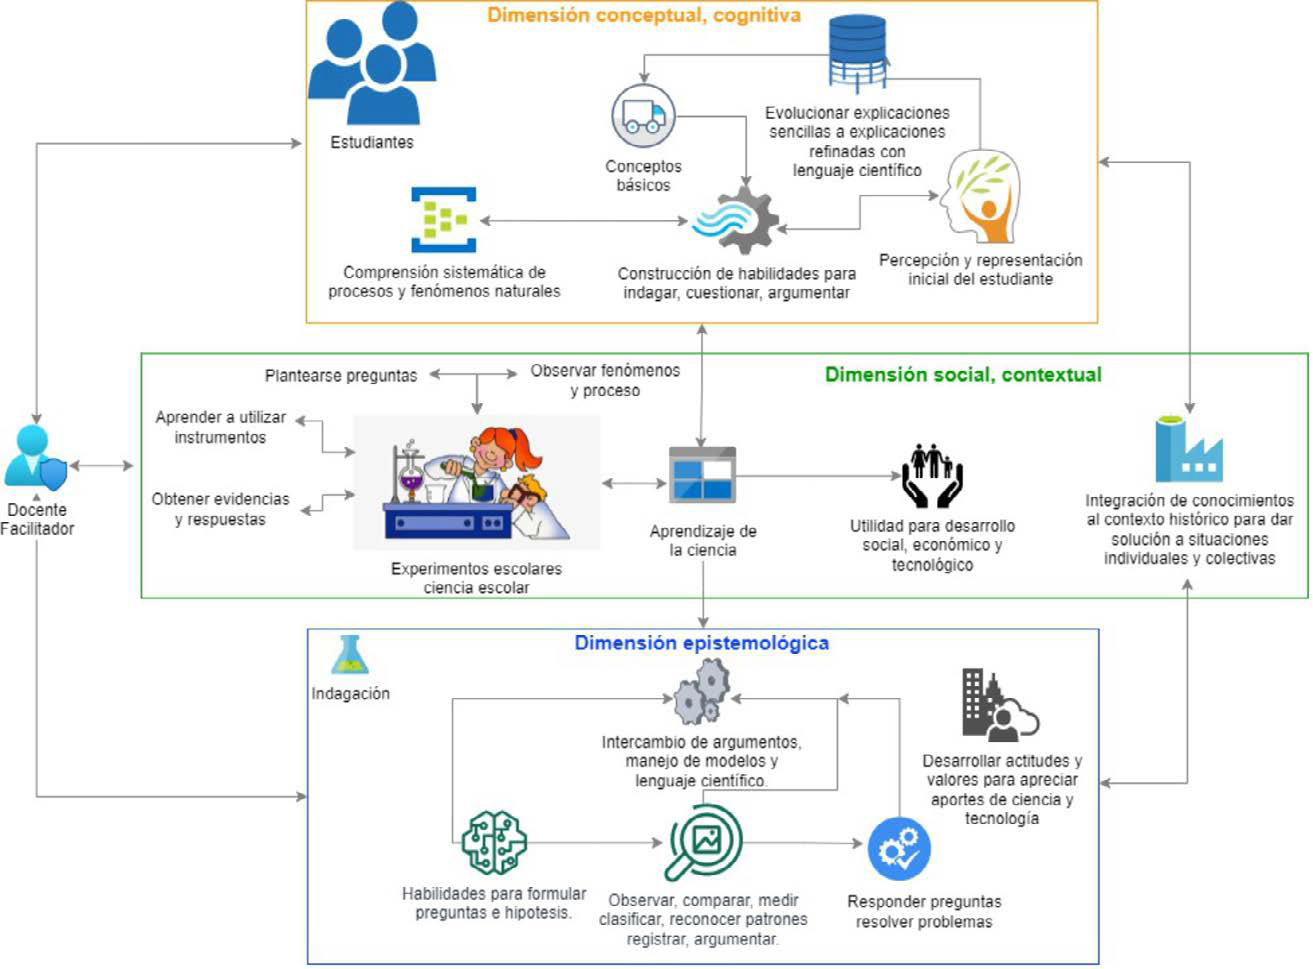 Dimensión conceptual, cognitiva
Estudiantes
Evolucionar explicaciones
sencillas a explicaciones
refinadas con
lenguaje científico
Conceptos
básicos
Comprensión sistemática de
procesos y fenómenos naturales
Construcción de habilidades para
indagar, cuestionar, argumentar
Percepción y representación
inicial del estudiante
Dimensión social, contextual
Plantearse preguntas
Observar fenómenos
y proceso
Aprender a utilizar
instrumentos
Obtener evidencias
y respuestas
Docente
Facilitador
Experimentos escolares
ciencia escolar
Aprendizaje de
la ciencia
Utilidad para desarrollo
social, económico y
tecnológico
Integración de conocimientos
al contexto histórico para dar
solución a situaciones
individuales y colectivas
Dimensión epistemológica
Indagación
Intercambio de argumentos,
manejo de modelos y
lenguaje científico.
Desarrollar actitudes y
valores para apreciar
aportes de ciencia y
tecnología
Habilidades para formular
preguntas e hipotesis.
Observar, comparar, medir
clasificar, reconocer patrones
registrar, argumentar.
Responder preguntas
resolver problemas